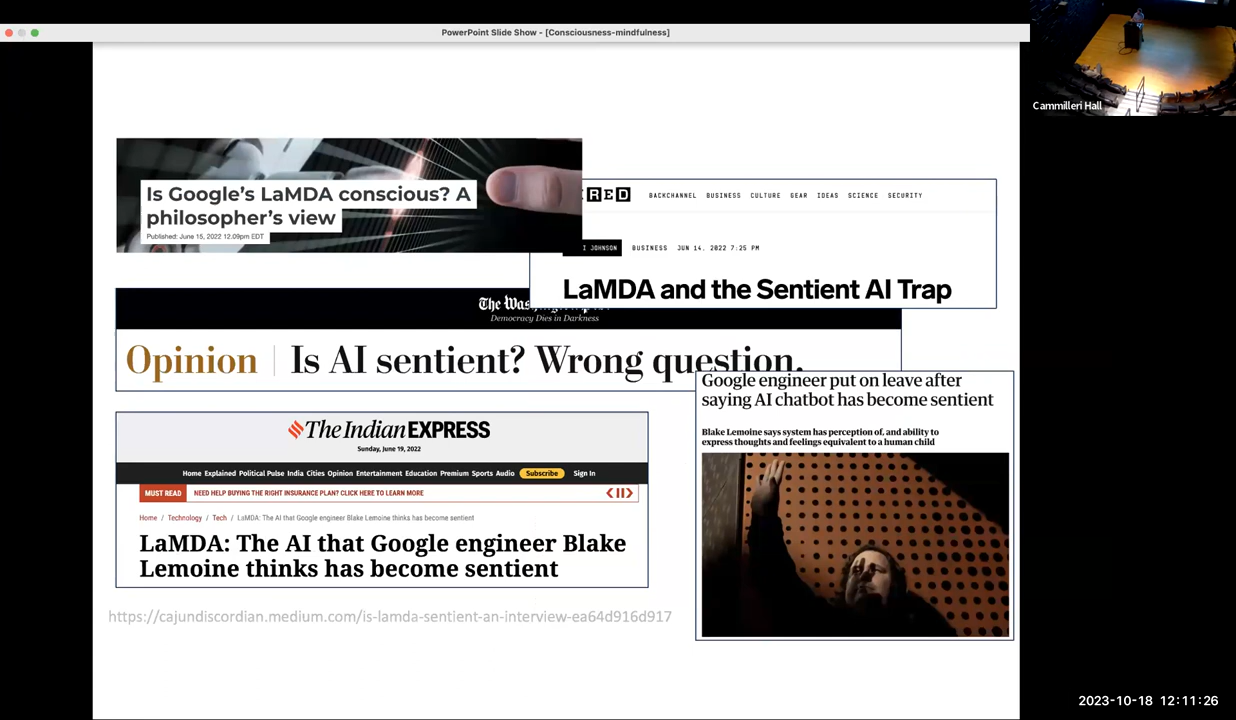 PowerPoint Slide Show - [Consciousness-mindfulness]
Cammilleri Hall
Is Google's LaMDA conscious? A
philosopher's view
Published: June 15, 2022 12.09pm EDT
RED
BACKCHANNEL BUSINESS CULTURE GEAR IDEAS SCIENCE SECURITY
JOHNSON BUSINESS JUN 14, 2022 7:25 PM
LaMDA and the Sentient AI Trap
The
Democracy Dies in Darkness
Opinion | Is AI sentient? Wrong question.
Google engineer put on leave after
saying AI chatbot has become sentient
Blake Lemoine says system has perception of, and ability to
express thoughts and feelings equivalent to a human child
The Indian EXPRESS
Sunday, June 19, 2022
Home Explained Political Pulse India Cities Opinion Entertainment Education Premium Sports Audio Subscribe Sign In
MUST READ NEED HELP BUYING THE RIGHT INSURANCE PLAN? CLICK HERE TO LEARN MORE
Home / Technology / Tech / LaMDA: The AI that Google engineer Blake Lemoine thinks has become sentient
LaMDA: The AI that Google engineer Blake
Lemoine thinks has become sentient
https://cajundiscordian.medium.com/is-lamda-sentient-an-interview-ea64d916d917
2023-10-18 12:11:26